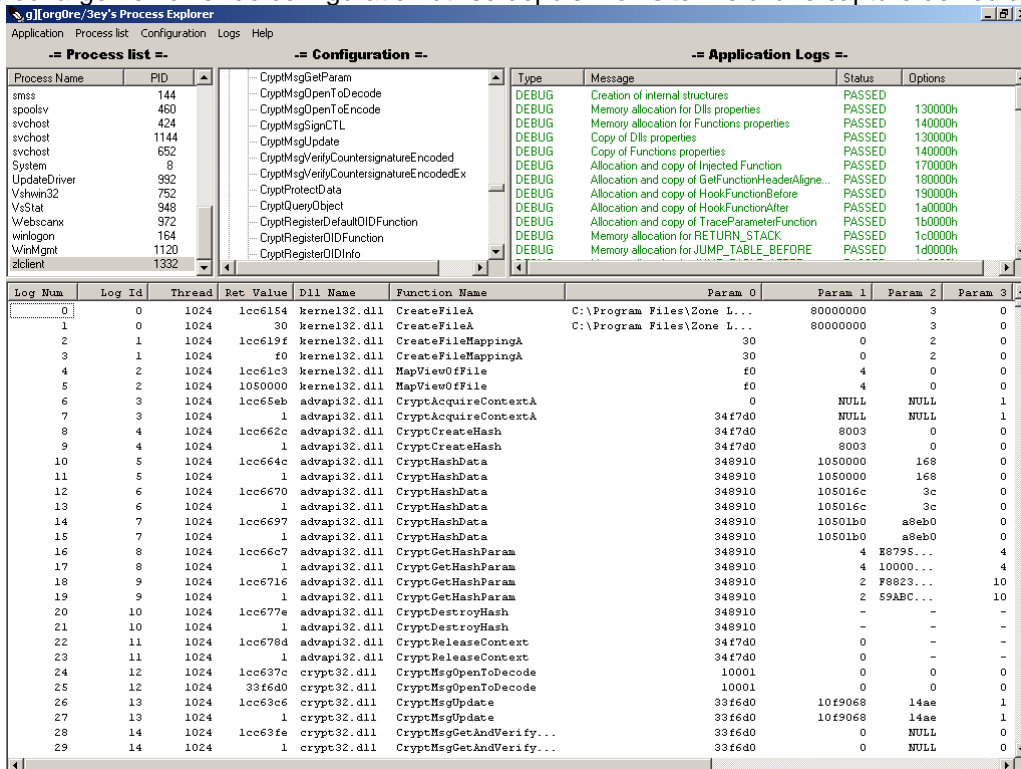 g][org0re/3ey's Process Explorer
Application Process list Configuration Logs Help
-= Process list =- -= Configuration =- -= Application Logs =-
Process Name PID
smss 144
spoolsv 460
svchost 424
svchost 1144
svchost 652
System 8
UpdateDriver 992
Vshwin32 752
VsStat 948
Webscanx 972
winlogon 164
WinMgmt 1120
zlclient 1332
CryptMsgGetParam
CryptMsgOpenToDecode
CryptMsgOpenToEncode
CryptMsgSignCTL
CryptMsgUpdate
CryptMsgVerifyCountersignatureEncoded
CryptMsgVerifyCountersignatureEncodedEx
CryptProtectData
CryptQueryObject
CryptRegisterDefaultOIDFunction
CryptRegisterOIDFunction
CryptRegisterOIDInfo
Type Message Status Options
DEBUG Creation of internal structures PASSED
DEBUG Memory allocation for Dlls properties PASSED 130000h
DEBUG Memory allocation for Functions properties PASSED 140000h
DEBUG Copy of Dlls properties PASSED 130000h
DEBUG Copy of Functions properties PASSED 140000h
DEBUG Allocation and copy of Injected Function PASSED 170000h
DEBUG Allocation and copy of GetFunctionHeaderAligne... PASSED 180000h
DEBUG Allocation and copy of HookFunctionBefore PASSED 190000h
DEBUG Allocation and copy of HookFunctionAfter PASSED 1a0000h
DEBUG Allocation and copy of TraceParameterFunction PASSED 1b0000h
DEBUG Memory allocation for RETURN_STACK PASSED 1c0000h
DEBUG Memory allocation for JUMP_TABLE_BEFORE PASSED 1d0000h
Log Num Log Id Thread Ret Value Dll Name Function Name Param 0 Param 1 Param 2 Param 3
0 0 1024 1cc6154 kernel32.dll CreateFileA C:\Program Files\Zone L... 80000000 3 0
1 0 1024 30 kernel32.dll CreateFileA C:\Program Files\Zone L... 80000000 3 0
2 1 1024 1cc619f kernel32.dll CreateFileMappingA 30 0 2 0
3 1 1024 f0 kernel32.dll CreateFileMappingA 30 0 2 0
4 2 1024 1cc61c3 kernel32.dll MapViewOfFile f0 4 0 0
5 2 1024 1050000 kernel32.dll MapViewOfFile f0 4 0 0
6 3 1024 1cc65eb advapi32.dll CryptAcquireContextA 0 NULL NULL 1
7 3 1024 1 advapi32.dll CryptAcquireContextA 34f7d0 NULL NULL 1
8 4 1024 1cc662c advapi32.dll CryptCreateHash 34f7d0 8003 0 0
9 4 1024 1 advapi32.dll CryptCreateHash 34f7d0 8003 0 0
10 5 1024 1cc664c advapi32.dll CryptHashData 348910 1050000 168 0
11 5 1024 1 advapi32.dll CryptHashData 348910 1050000 168 0
12 6 1024 1cc6670 advapi32.dll CryptHashData 348910 105016c 3c 0
13 6 1024 1 advapi32.dll CryptHashData 348910 105016c 3c 0
14 7 1024 1cc6697 advapi32.dll CryptHashData 348910 10501b0 a8eb0 0
15 7 1024 1 advapi32.dll CryptHashData 348910 10501b0 a8eb0 0
16 8 1024 1cc66c7 advapi32.dll CryptGetHashParam 348910 4 E8795... 4
17 8 1024 1 advapi32.dll CryptGetHashParam 348910 4 10000... 4
18 9 1024 1cc6716 advapi32.dll CryptGetHashParam 348910 2 F8823... 10
19 9 1024 1 advapi32.dll CryptGetHashParam 348910 2 59ABC... 10
20 10 1024 1cc677e advapi32.dll CryptDestroyHash 348910 - - -
21 10 1024 1 advapi32.dll CryptDestroyHash 348910 - - -
22 11 1024 1cc678d advapi32.dll CryptReleaseContext 34f7d0 0 - -
23 11 1024 1 advapi32.dll CryptReleaseContext 34f7d0 0 - -
24 12 1024 1cc637c crypt32.dll CryptMsgOpenToDecode 10001 0 0 0
25 12 1024 33f6d0 crypt32.dll CryptMsgOpenToDecode 10001 0 0 0
26 13 1024 1cc63c6 crypt32.dll CryptMsgUpdate 33f6d0 10f9068 14ae 1
27 13 1024 1 crypt32.dll CryptMsgUpdate 33f6d0 10f9068 14ae 1
28 14 1024 1cc63fe crypt32.dll CryptMsgGetAndVerify... 33f6d0 0 NULL 0
29 14 1024 1 crypt32.dll CryptMsgGetAndVerify... 33f6d0 0 NULL 0